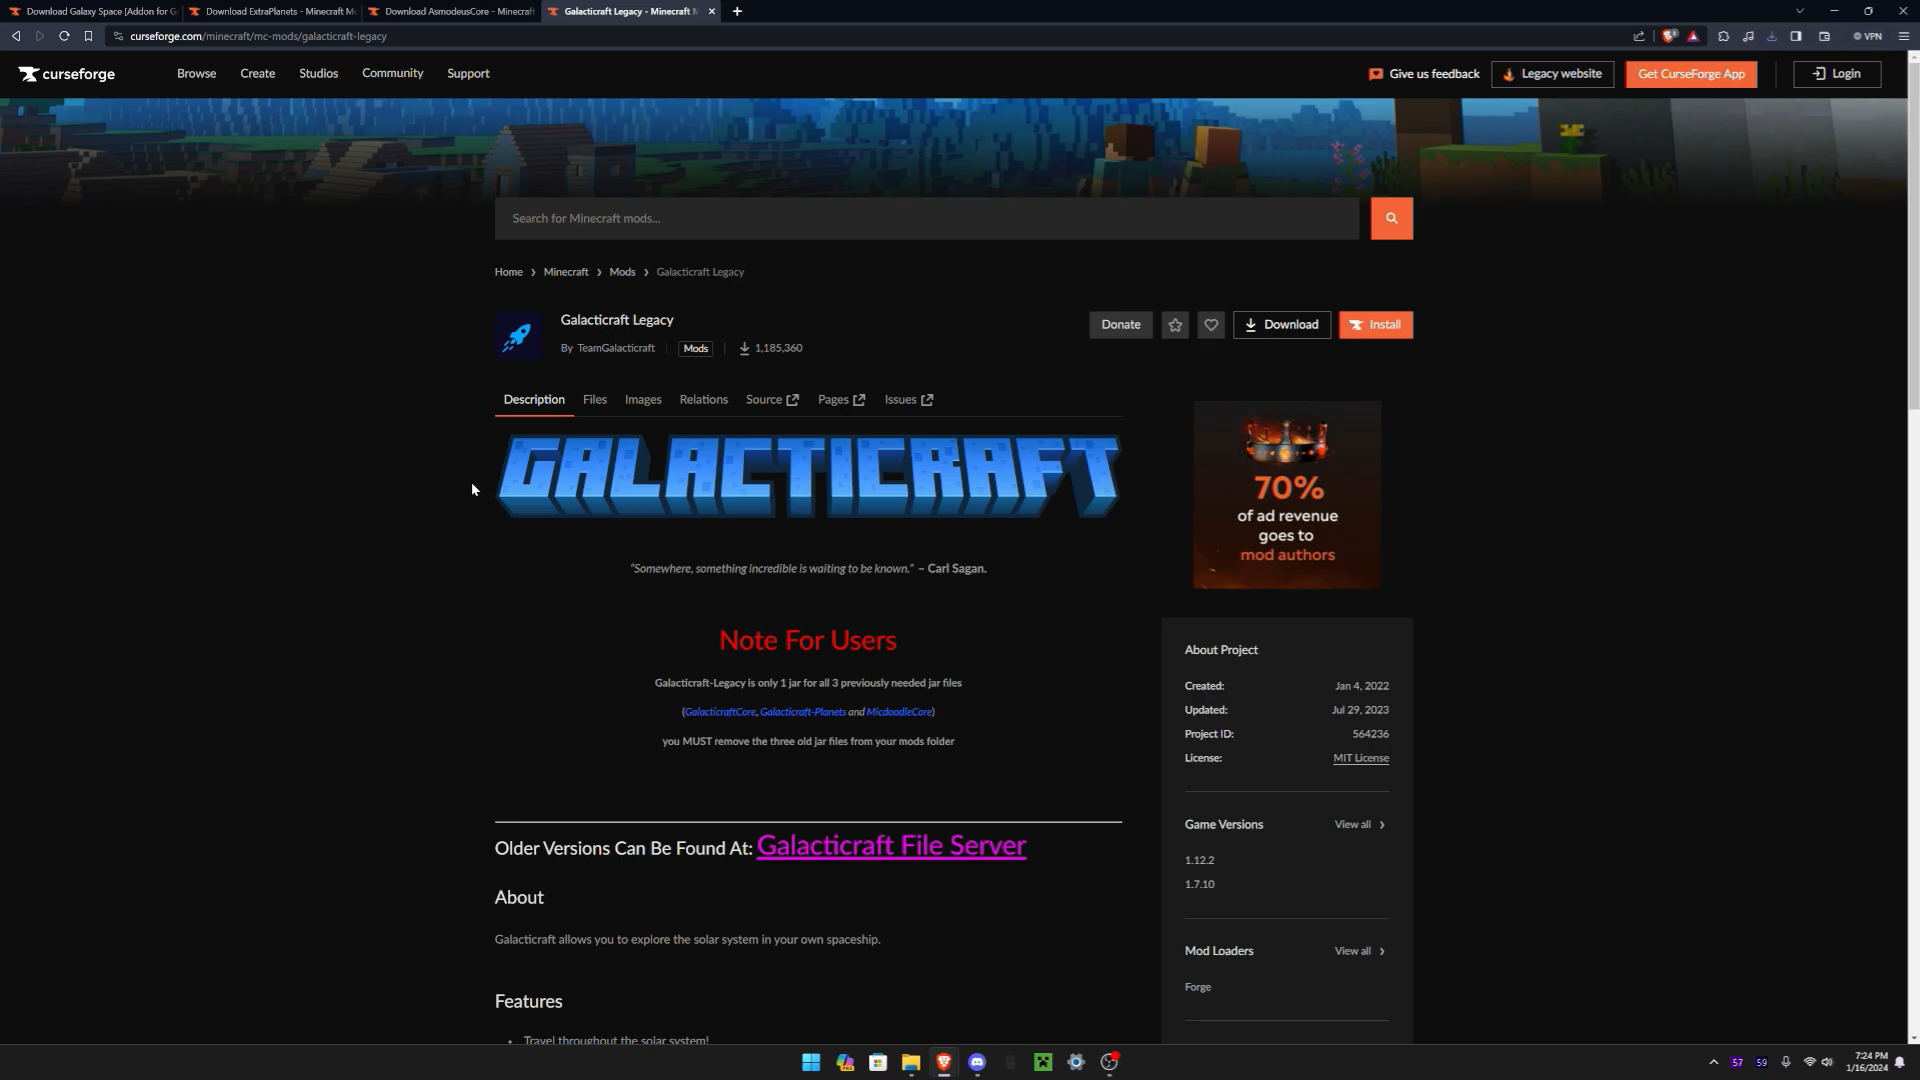 Download Galaxy Space [Addon for G
Download ExtraPlanets - Minecraft M
Download AsmodeusCore - Minecraft
Galacticraft Legacy - Minecraft M
curseforge.com/minecraft/mc-mods/galacticraft-legacy
VPN
curseforge
Browse
Create
Studios
Community
Support
Give us feedback
Legacy website
Get CurseForge App
Login
Search for Minecraft mods...
Home > Minecraft > Mods > Galacticraft Legacy
Galacticraft Legacy
By TeamGalacticraft
Mods
1,185,360
Donate
Download
Install
Description
Files
Images
Relations
Source
Pages
Issues
GALACTICRAFT
"Somewhere, something incredible is waiting to be known." – Carl Sagan.
Note For Users
Galacticraft-Legacy is only 1 jar for all 3 previously needed jar files
(GalacticraftCore, Galacticraft-Planets and MicdoodleCore)
you MUST remove the three old jar files from your mods folder
Older Versions Can Be Found At: Galacticraft File Server
About
Galacticraft allows you to explore the solar system in your own spaceship.
Features
• Travel throughout the solar system!
70%
of ad revenue
goes to
mod authors
About Project
Created: Jan 4, 2022
Updated: Jul 29, 2023
Project ID: 564236
License: MIT License
Game Versions View all >
1.12.2
1.7.10
Mod Loaders View all >
Forge
57
59
7:24 PM
1/16/2024